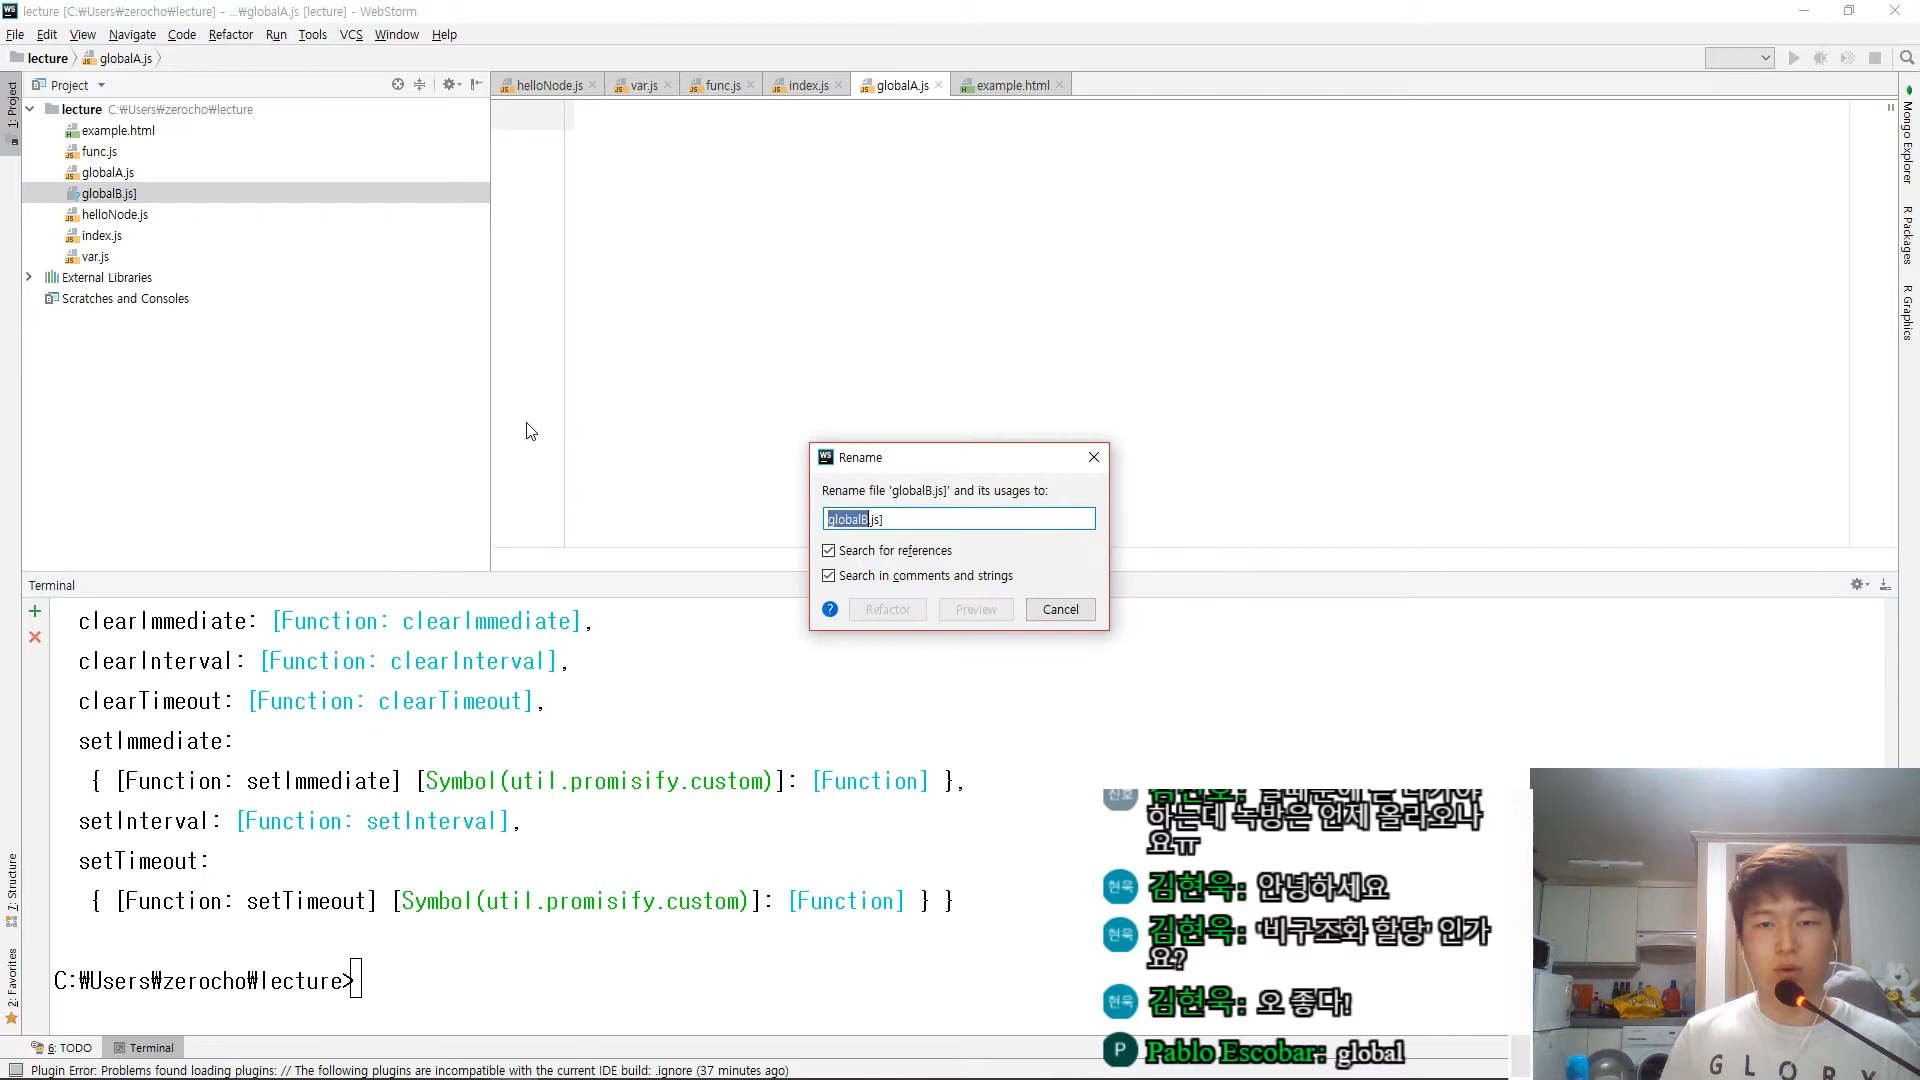 lecture [C:₩Users₩zerocho₩lecture] - ...₩globalA.js [lecture] - WebStorm
File Edit View Navigate Code Refactor Run Tools VCS Window Help
lecture globalA.js
Project
helloNode.js var.js func.js index.js globalA.js example.html
1: Project
lecture C:₩Users₩zerocho₩lecture
example.html
func.js
globalA.js
globalB.js]
helloNode.js
index.js
var.js
External Libraries
Scratches and Consoles
Mongo Explorer
R Packages
R Graphics
Rename
Rename file 'globalB.js]' and its usages to:
globalB.js]
Search for references
Search in comments and strings
? Refactor Preview Cancel
Terminal
clearImmediate: [Function: clearImmediate],
clearInterval: [Function: clearInterval],
clearTimeout: [Function: clearTimeout],
setImmediate:
{ [Function: setImmediate] [Symbol(util.promisify.custom)]: [Function] },
setInterval: [Function: setInterval],
setTimeout:
{ [Function: setTimeout] [Symbol(util.promisify.custom)]: [Function] } }
C:₩Users₩zerocho₩lecture>
7: Structure
2: Favorites
하는데 녹방은 언제 올라오나
요ㅠ
현욱 김현욱: 안녕하세요
현욱 김현욱: '비구조화 할당' 인가
요?
현욱 김현욱: 오 좋다!
P Pablo Escobar: global
GLORY
6: TODO Terminal
Plugin Error: Problems found loading plugins: // The following plugins are incompatible with the current IDE build: .ignore (37 minutes ago)